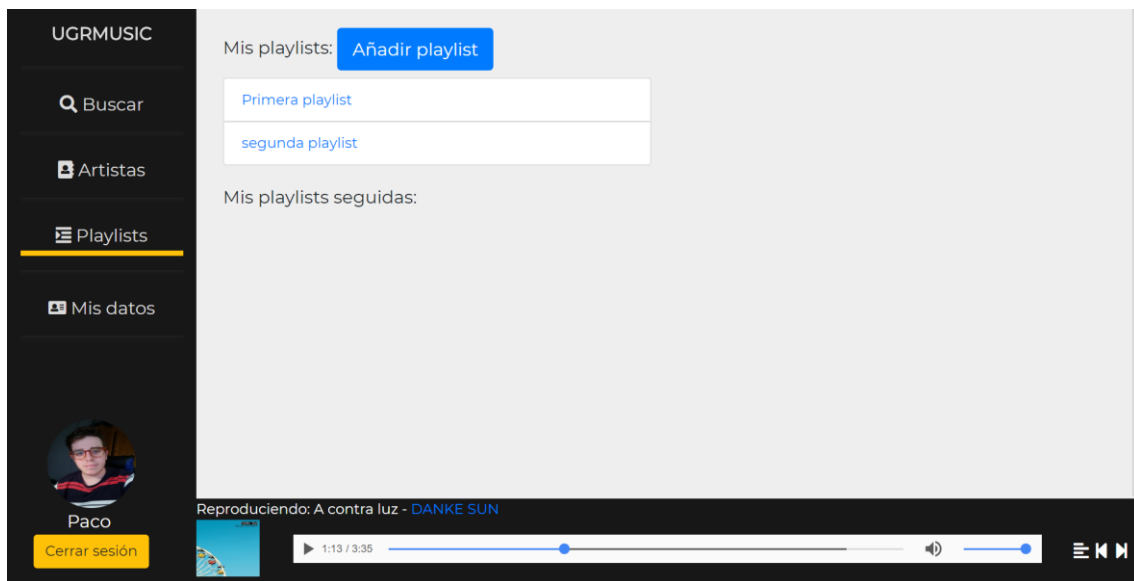 UGRMUSIC
Buscar
Artistas
Playlists
Mis datos
Paco
Cerrar sesión
Mis playlists: Añadir playlist
Primera playlist
segunda playlist
Mis playlists seguidas:
Reproduciendo: A contra luz - DANKE SUN
1:13 / 3:35